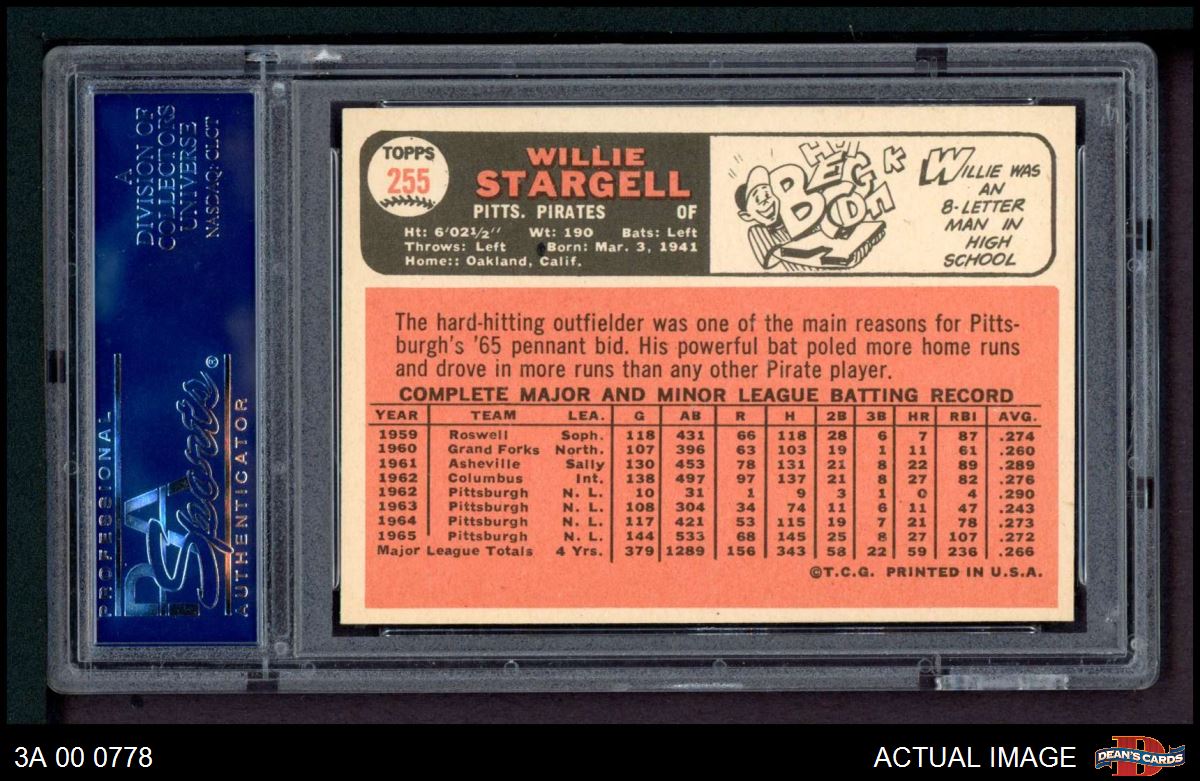 A
DIVISION OF
COLLECTORS
UNIVERSE
NASDAQ: CLCT
PROFESSIONAL
PSA
Sports®
AUTHENTICATOR
TOPPS
255
WILLIE
STARGELL
PITTS. PIRATES OF
Ht: 6'02½" Wt: 190 Bats: Left
Throws: Left Born: Mar. 3, 1941
Home:: Oakland, Calif.
WILLIE WAS
AN
8-LETTER
MAN IN
HIGH
SCHOOL
The hard-hitting outfielder was one of the main reasons for Pitts-
burgh's '65 pennant bid. His powerful bat poled more home runs
and drove in more runs than any other Pirate player.
COMPLETE MAJOR AND MINOR LEAGUE BATTING RECORD
YEAR TEAM LEA. G AB R H 2B 3B HR RBI AVG.
1959 Roswell Soph. 118 431 66 118 28 6 7 87 .274
1960 Grand Forks North. 107 396 63 103 19 1 11 61 .260
1961 Asheville Sally 130 453 78 131 21 8 22 89 .289
1962 Columbus Int. 138 497 97 137 21 8 27 82 .276
1962 Pittsburgh N. L. 10 31 1 9 3 1 0 4 .290
1963 Pittsburgh N. L. 108 304 34 74 11 6 11 47 .243
1964 Pittsburgh N. L. 117 421 53 115 19 7 21 78 .273
1965 Pittsburgh N. L. 144 533 68 145 25 8 27 107 .272
Major League Totals 4 Yrs. 379 1289 156 343 58 22 59 236 .266
©T.C.G. PRINTED IN U.S.A.
3A 00 0778
ACTUAL IMAGE
D
DEAN'S CARDS